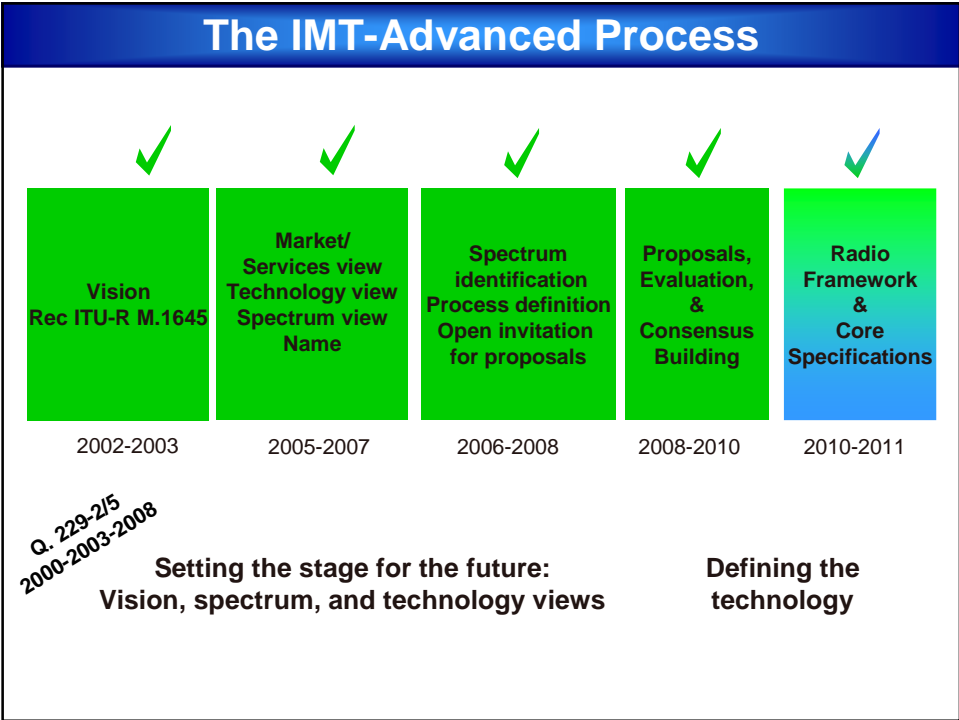 The IMT-Advanced Process
Vision
Rec ITU-R M.1645
Market/
Services view
Technology view
Spectrum view
Name
Spectrum
identification
Process definition
Open invitation
for proposals
Proposals,
Evaluation,
&
Consensus
Building
Radio
Framework
&
Core
Specifications
2002-2003
2005-2007
2006-2008
2008-2010
2010-2011
Q. 229-2/5
2000-2003-2008
Setting the stage for the future:
Vision, spectrum, and technology views
Defining the
technology